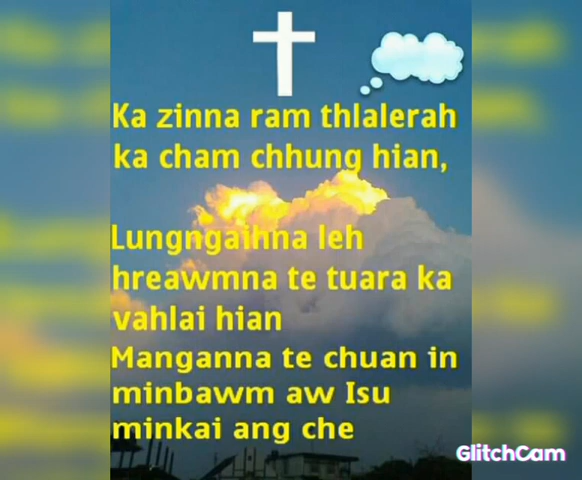 Ka zinna ram thlalerah
ka cham chhung hian,
Lungngaihna leh
hreawmna te tuara ka
vahlai hian
Manganna te chuan in
minbawm aw Isu
minkai ang che
GlitchCam